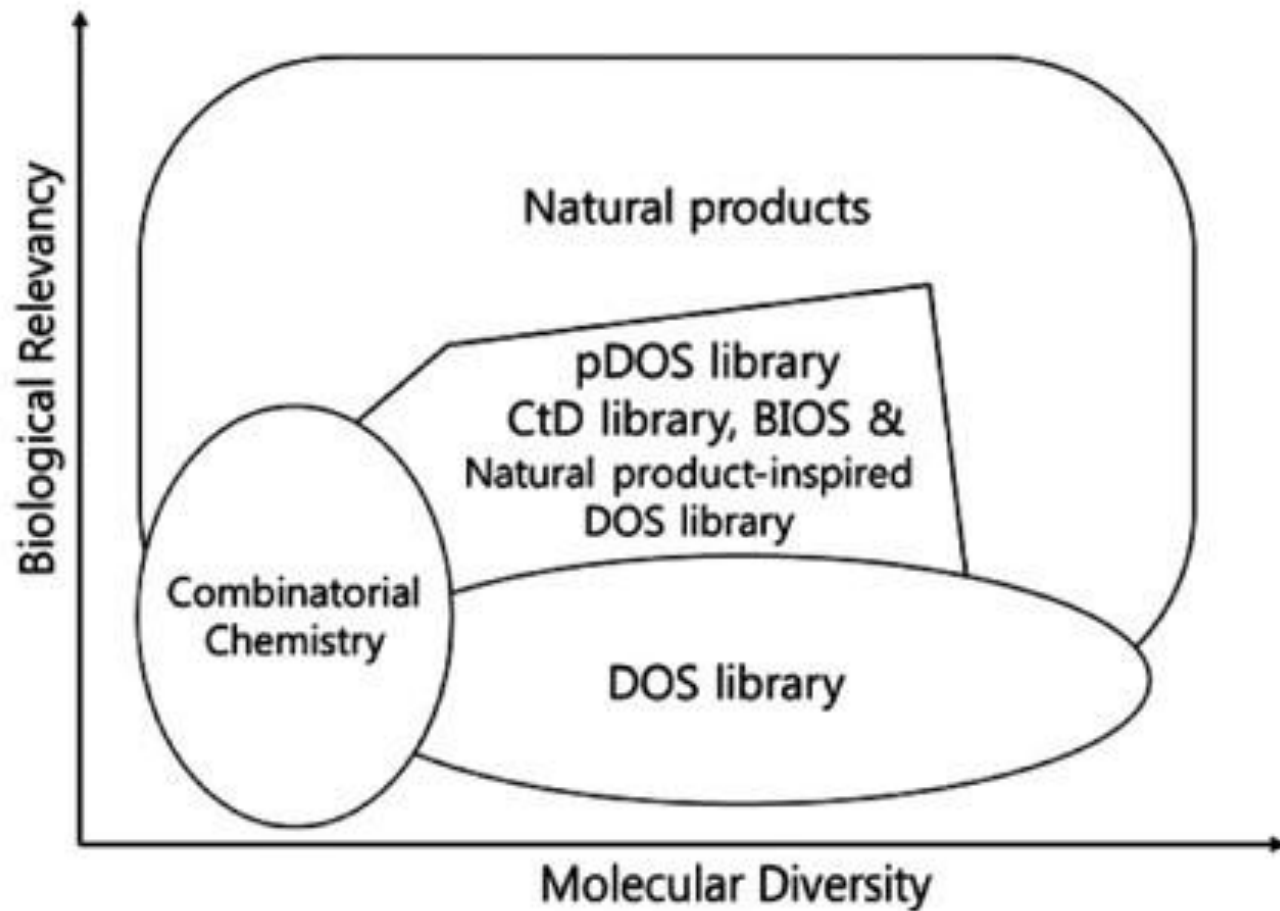 Biological Relevancy
Natural products
pDOS library
CtD library, BIOS &
Natural product-inspired
DOS library
Combinatorial
Chemistry
DOS library
Molecular Diversity